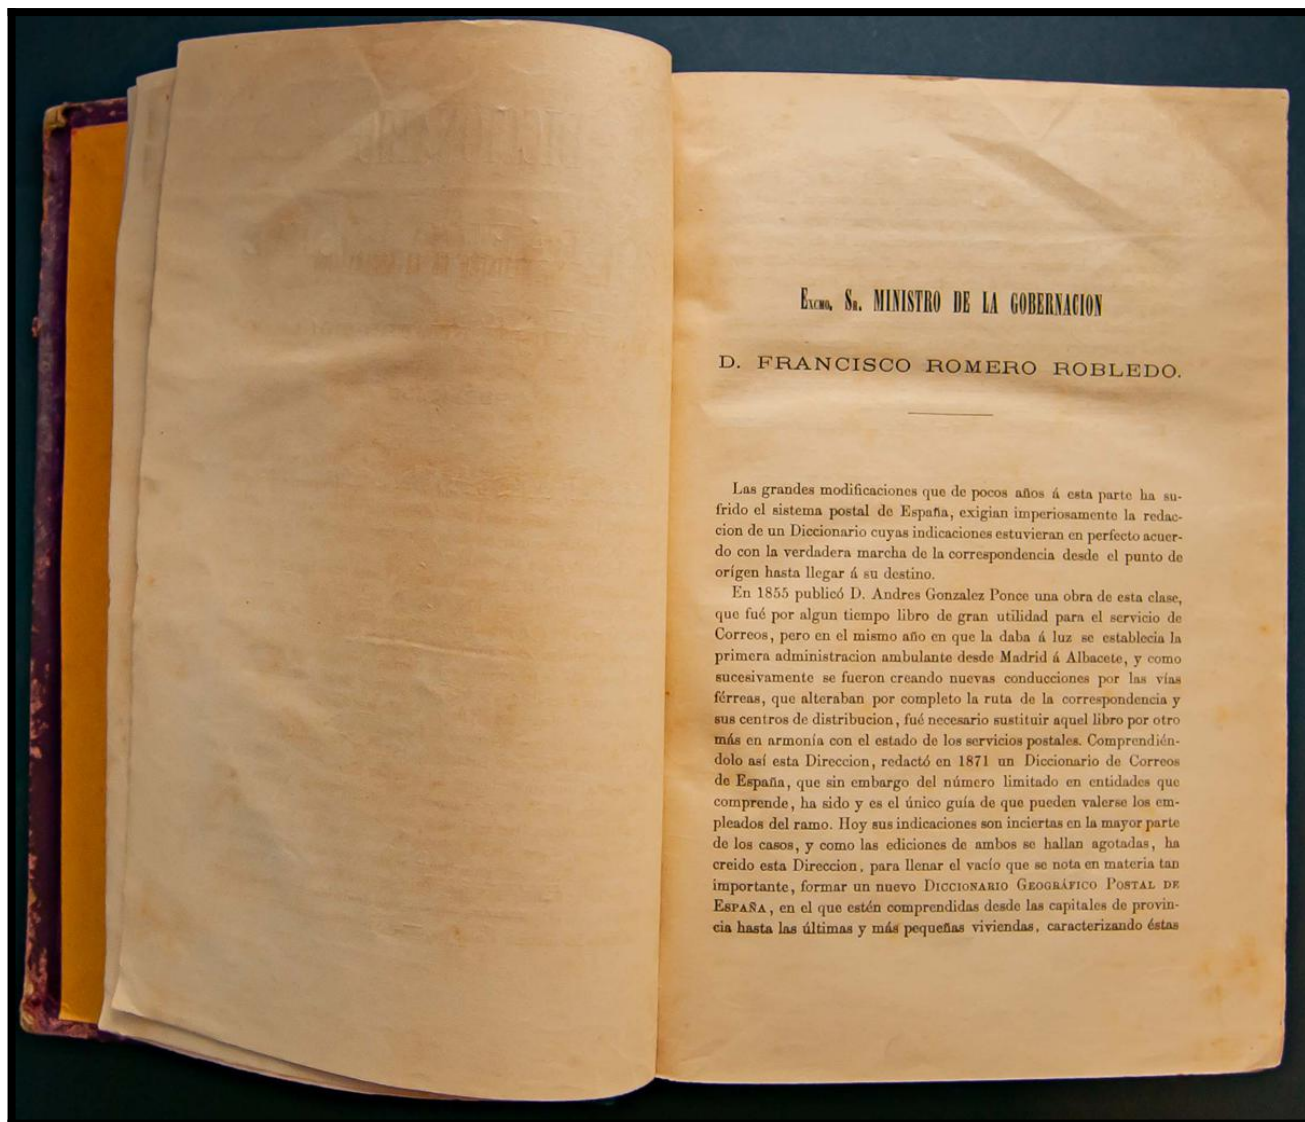 Excmo. Sr. MINISTRO DE LA GOBERNACION
D. FRANCISCO ROMERO ROBLEDO.
Las grandes modificaciones que de pocos años á esta parte ha su-
frido el sistema postal de España, exigian imperiosamente la redac-
cion de un Diccionario cuyas indicaciones estuvieran en perfecto acuer-
do con la verdadera marcha de la correspondencia desde el punto de
orígen hasta llegar á su destino.
En 1855 publicó D. Andres Gonzalez Ponce una obra de esta clase,
que fué por algun tiempo libro de gran utilidad para el servicio de
Correos, pero en el mismo año en que la daba á luz se establecia la
primera administracion ambulante desde Madrid á Albacete, y como
sucesivamente se fueron creando nuevas conducciones por las vías
férreas, que alteraban por completo la ruta de la correspondencia y
sus centros de distribucion, fué necesario sustituir aquel libro por otro
más en armonía con el estado de los servicios postales. Comprendién-
dolo así esta Direccion, redactó en 1871 un Diccionario de Correos
de España, que sin embargo del número limitado en entidades que
comprende, ha sido y es el único guía de que pueden valerse los em-
pleados del ramo. Hoy sus indicaciones son inciertas en la mayor parte
de los casos, y como las ediciones de ambos se hallan agotadas, ha
creido esta Direccion, para llenar el vacío que se nota en materia tan
importante, formar un nuevo DICCIONARIO GEOGRÁFICO POSTAL DE
ESPAÑA, en el que estén comprendidas desde las capitales de provin-
cia hasta las últimas y más pequeñas viviendas, caracterizando éstas